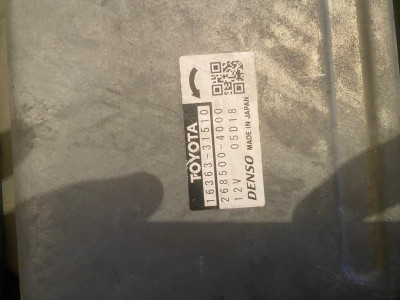 TOYOTA
16363-31510
268500-4000
12V 05D18
DENSO MADE IN JAPAN